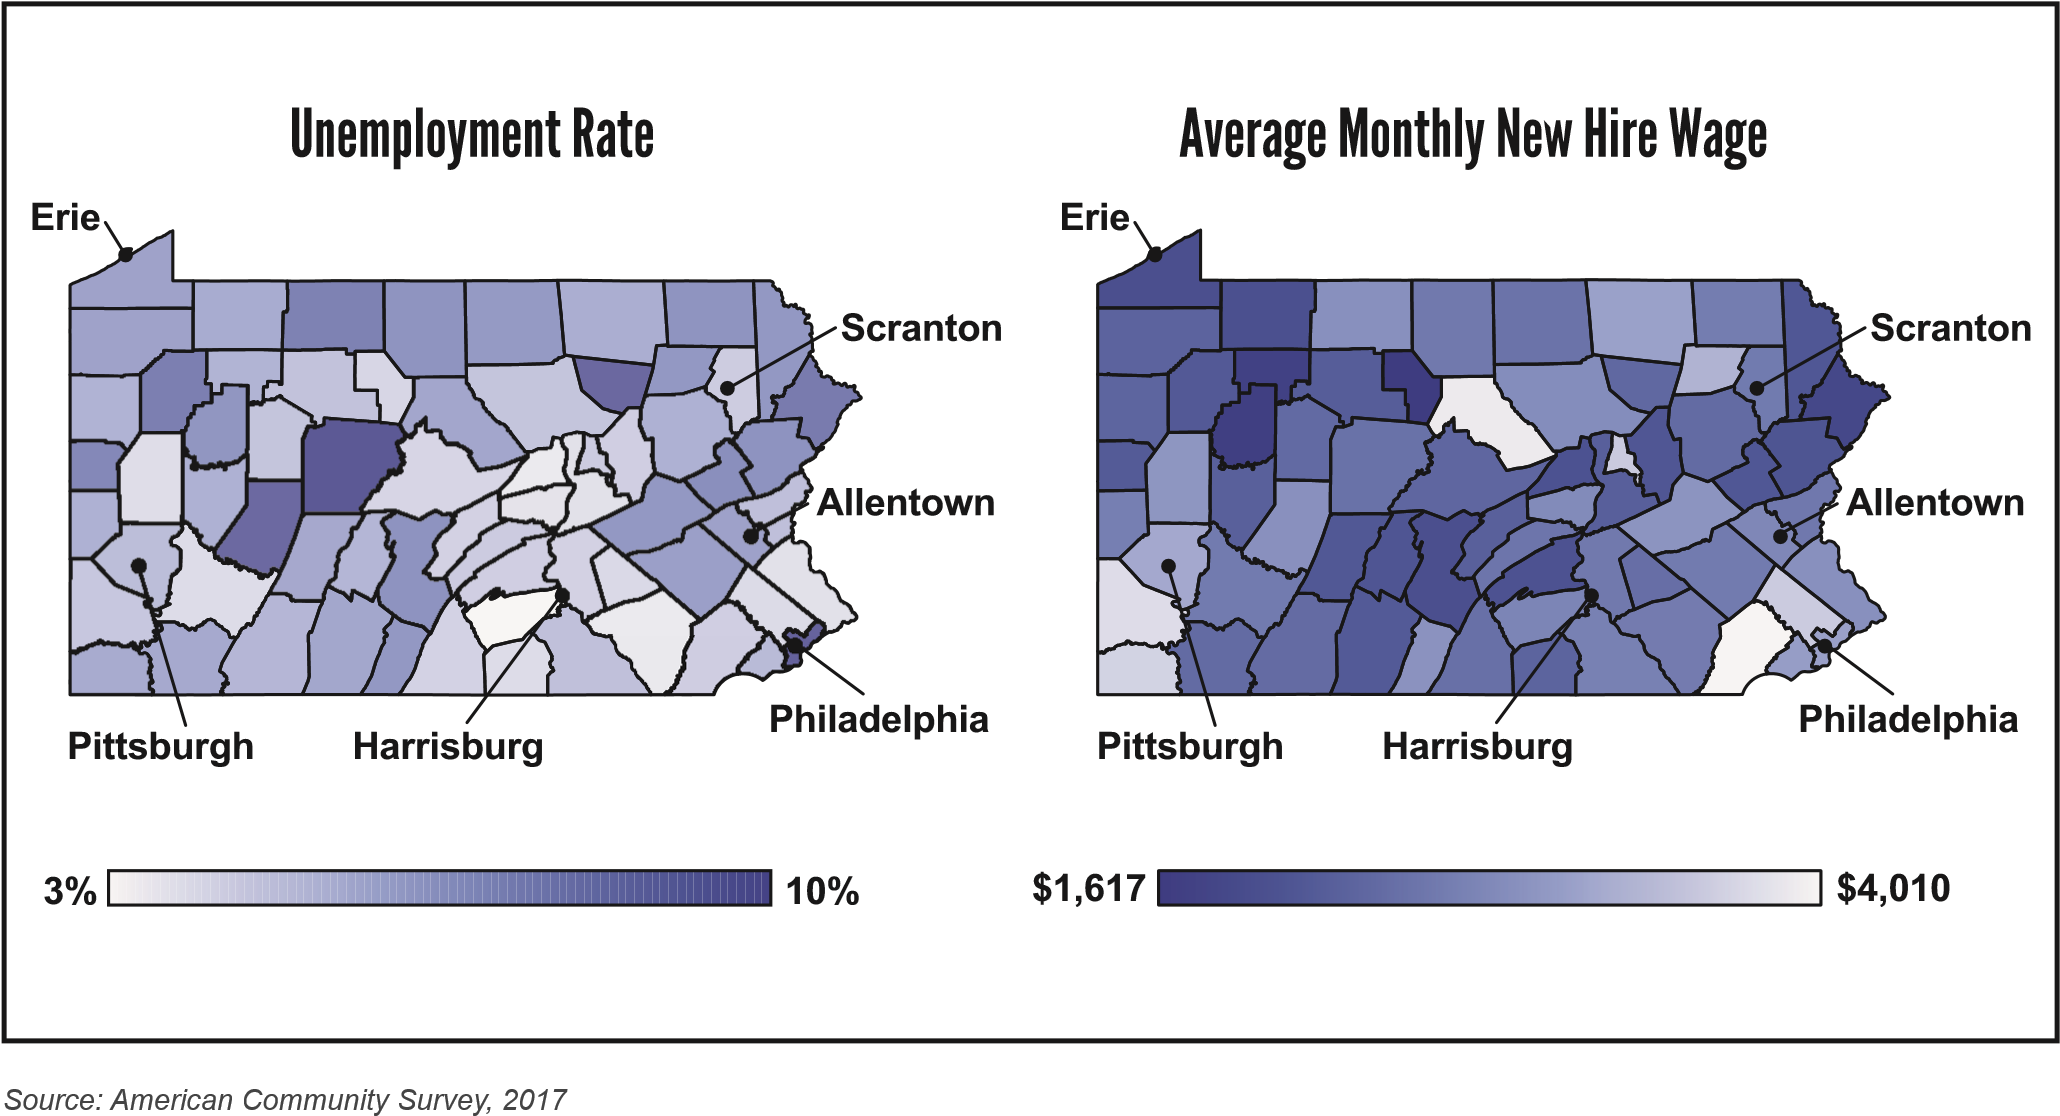 Unemployment Rate
Erie
Scranton
Allentown
Philadelphia
Pittsburgh
Harrisburg
3%
10%
Average Monthly New Hire Wage
Erie
Scranton
Allentown
Philadelphia
Pittsburgh
Harrisburg
$1,617
$4,010
Source: American Community Survey, 2017